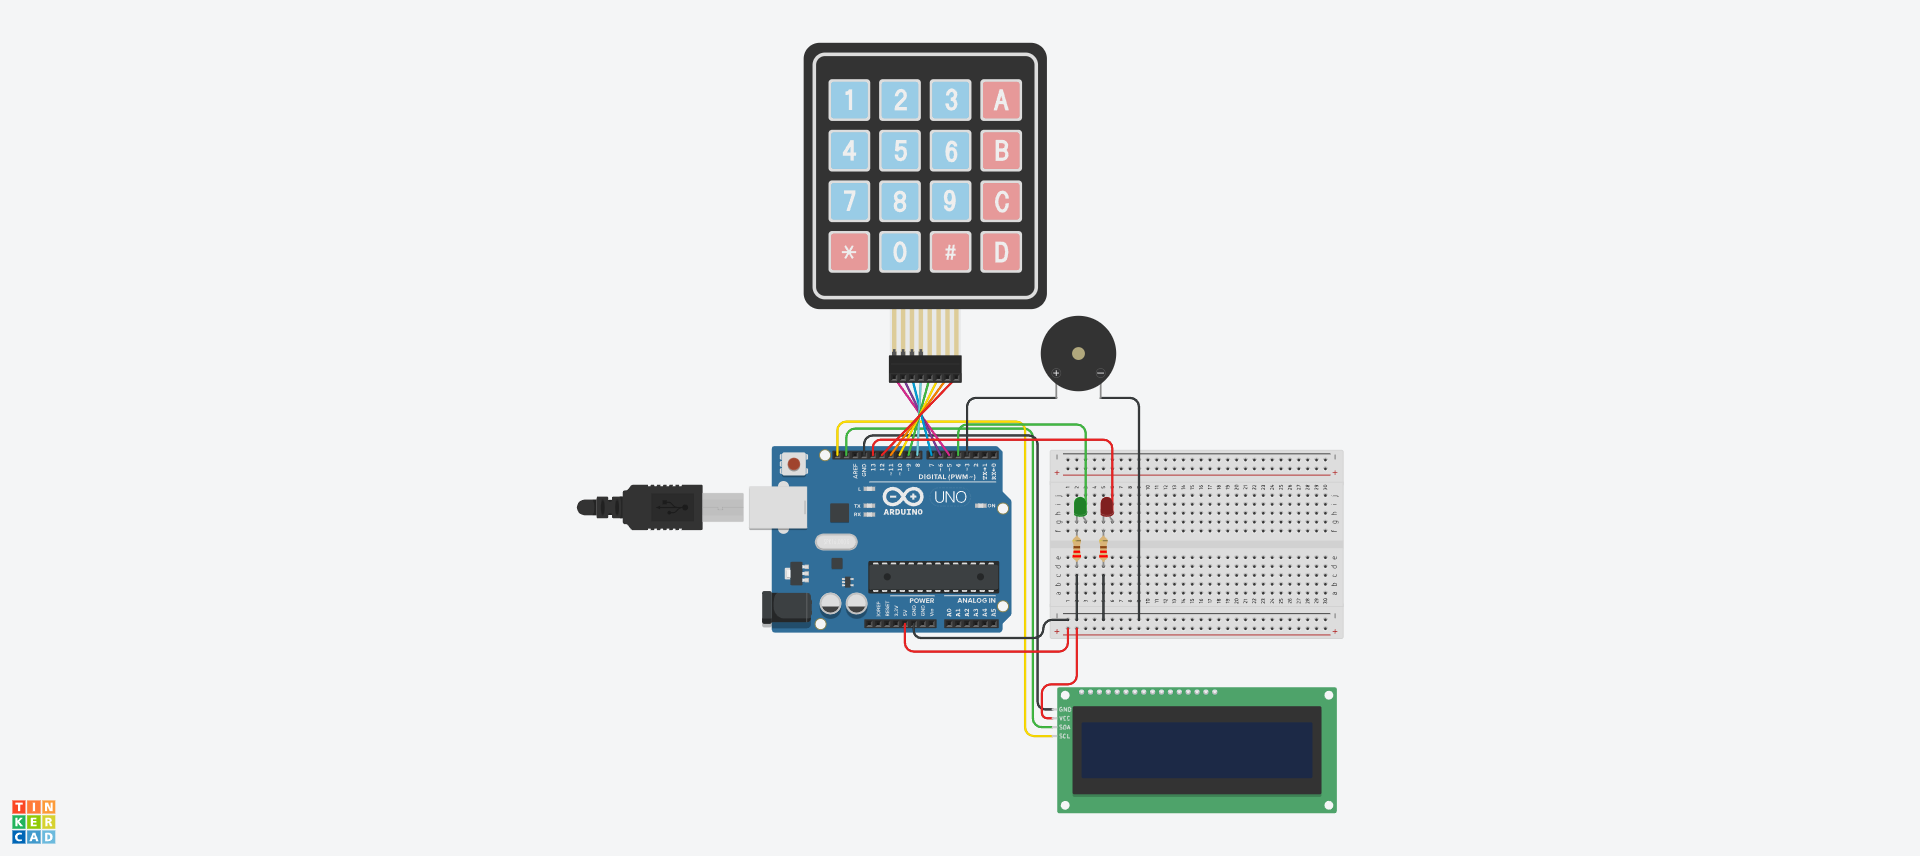 1 2 3 A
4 5 6 B
7 8 9 C
* 0 # D
+ −
AREF GND 13 12 ~11 ~10 ~9 8 7 ~6 ~5 4 ~3 2 TX→1 RX←0
DIGITAL (PWM~)
L
TX
RX
UNO
ARDUINO
ON
POWER
ANALOG IN
IOREF RESET 3.3V 5V GND GND Vin
A0 A1 A2 A3 A4 A5
j
i
h
g
f
e
d
c
b
a
GND
VCC
SDA
SCL
TIN
KER
CAD